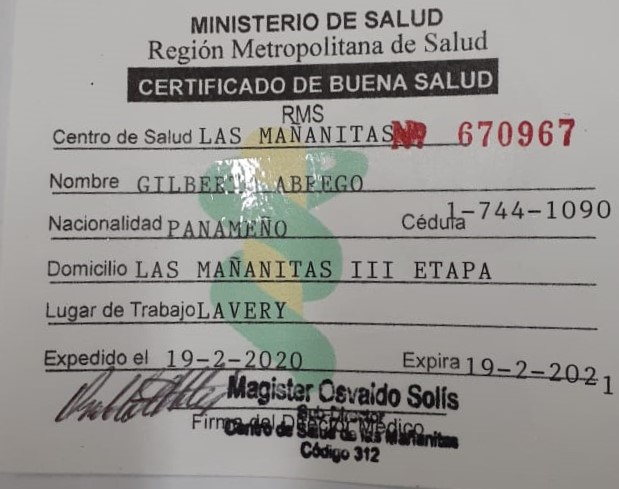 MINISTERIO DE SALUD
Región Metropolitana de Salud
CERTIFICADO DE BUENA SALUD
RMS
Centro de Salud LAS MAÑANITAS Nº 670967
Nombre ABREGO
Nacionalidad PANAMEÑO Cédula 1-744-1090
Domicilio LAS MAÑANITAS III ETAPA
Lugar de Trabajo LAVERY
Expedido el 19-2-2020 Expira 19-2-2021
Magister Osvaldo Solís
Sub-Director
Firma del Director Médico
Centro de Salud de las Mañanitas
Código 312